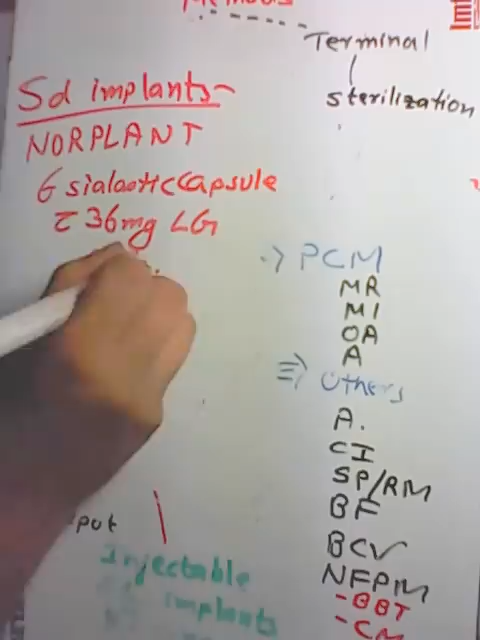 Methods
Terminal
sterilization
Sd implants-
NORPLANT
6 sialastic capsule
c̅ 36mg LG
·) PCM
MR
MI
OA
A
⇒ Others
A.
CI
SP/RM
BF
BCV
NFPM
- BBT
- CM
put
Injectable
implants